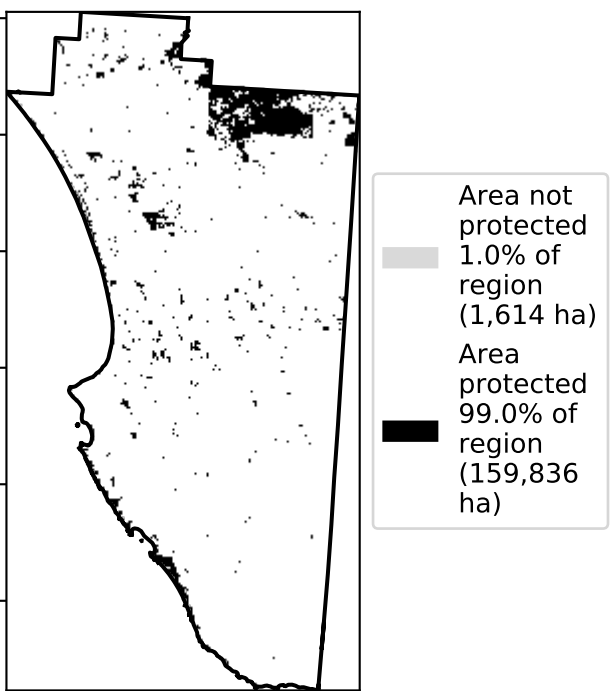 Area not
protected
1.0% of
region
(1,614 ha)
Area
protected
99.0% of
region
(159,836
ha)